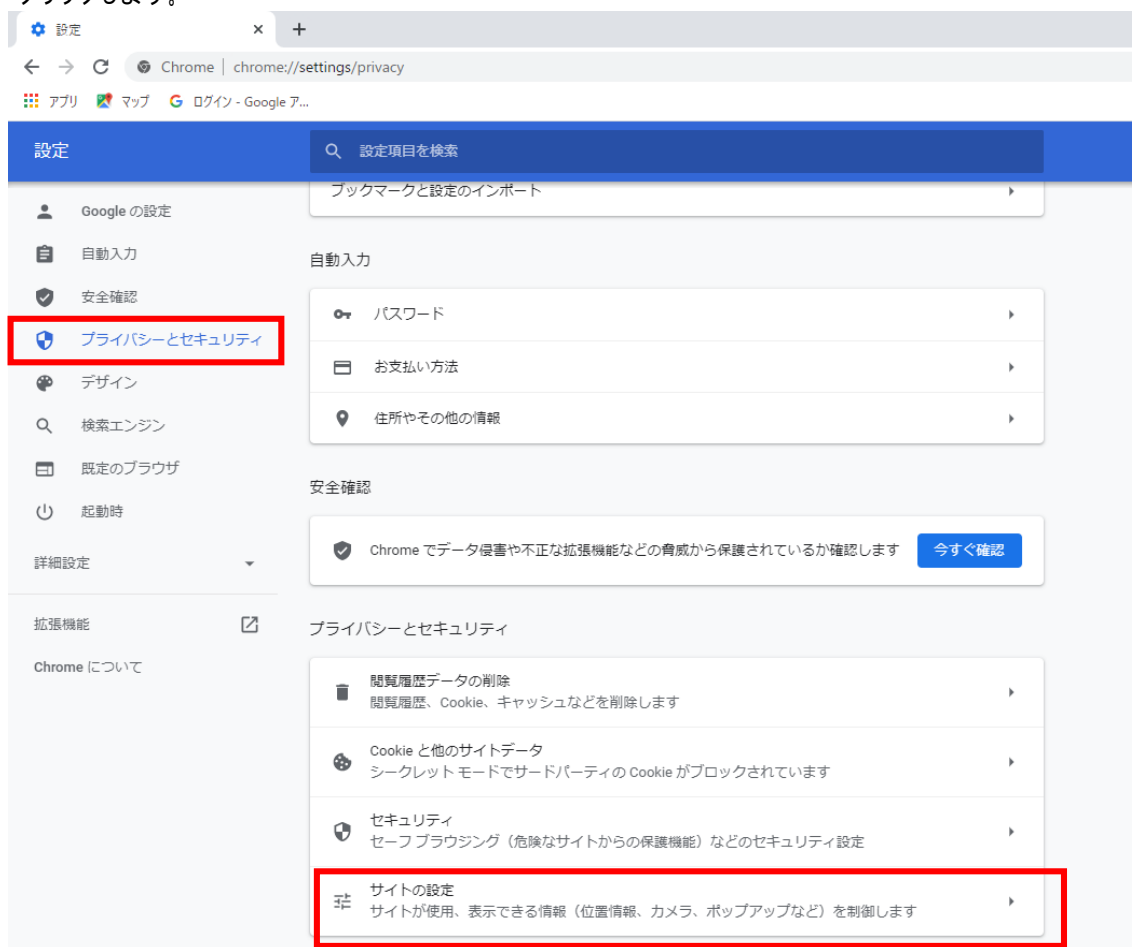 クリックします。
設定
Chrome | chrome://settings/privacy
アプリ マップ G ログイン - Google ア...
設定
設定項目を検索
ブックマークと設定のインポート
Google の設定
自動入力
安全確認
プライバシーとセキュリティ
デザイン
検索エンジン
既定のブラウザ
起動時
詳細設定
拡張機能
Chrome について
自動入力
パスワード
お支払い方法
住所やその他の情報
安全確認
Chrome でデータ侵害や不正な拡張機能などの脅威から保護されているか確認します
今すぐ確認
プライバシーとセキュリティ
閲覧履歴データの削除
閲覧履歴、Cookie、キャッシュなどを削除します
Cookie と他のサイトデータ
シークレット モードでサードパーティの Cookie がブロックされています
セキュリティ
セーフ ブラウジング（危険なサイトからの保護機能）などのセキュリティ設定
サイトの設定
サイトが使用、表示できる情報（位置情報、カメラ、ポップアップなど）を制御します